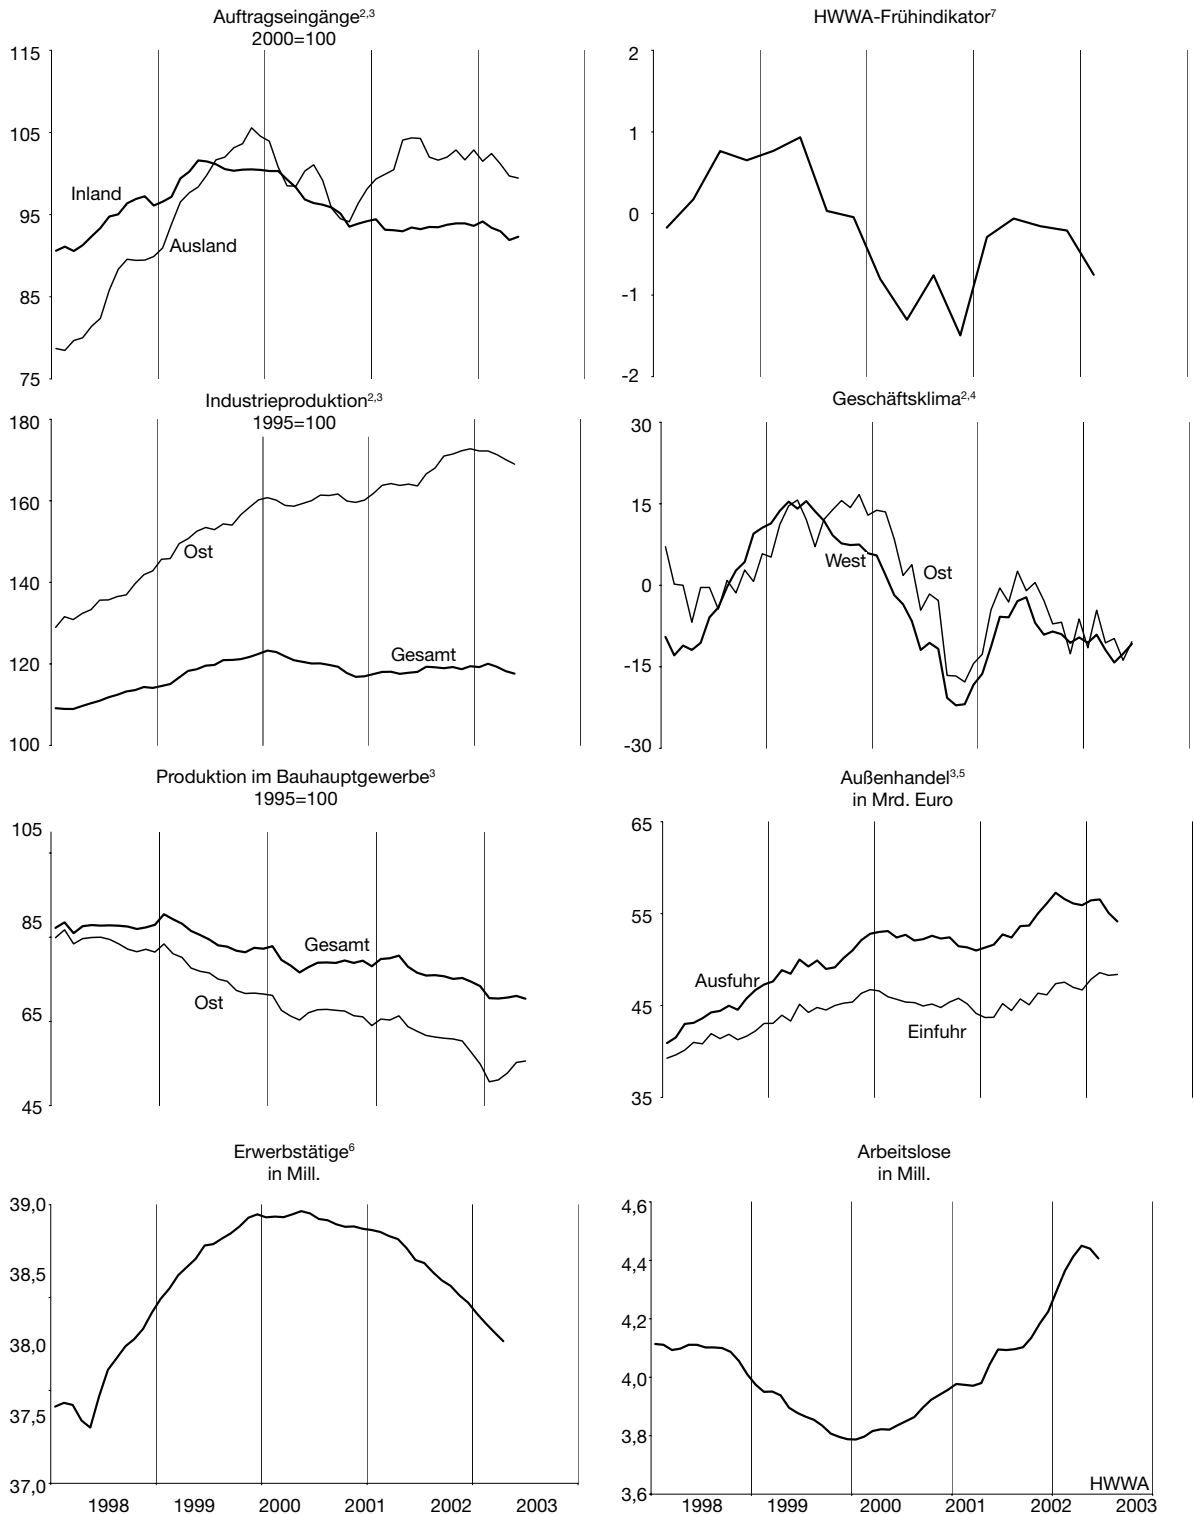 Auftragseingänge2,3
2000=100
115
105
95
85
75
Inland
Ausland
HWWA-Frühindikator7
2
1
0
-1
-2
Industrieproduktion2,3
1995=100
180
160
140
120
100
Ost
Gesamt
Geschäftsklima2,4
30
15
0
-15
-30
West
Ost
Produktion im Bauhauptgewerbe3
1995=100
105
85
65
45
Gesamt
Ost
Außenhandel3,5
in Mrd. Euro
65
55
45
35
Ausfuhr
Einfuhr
Erwerbstätige6
in Mill.
39,0
38,5
38,0
37,5
37,0
1998 1999 2000 2001 2002 2003
Arbeitslose
in Mill.
4,6
4,4
4,2
4,0
3,8
3,6
HWWA
1998 1999 2000 2001 2002 2003